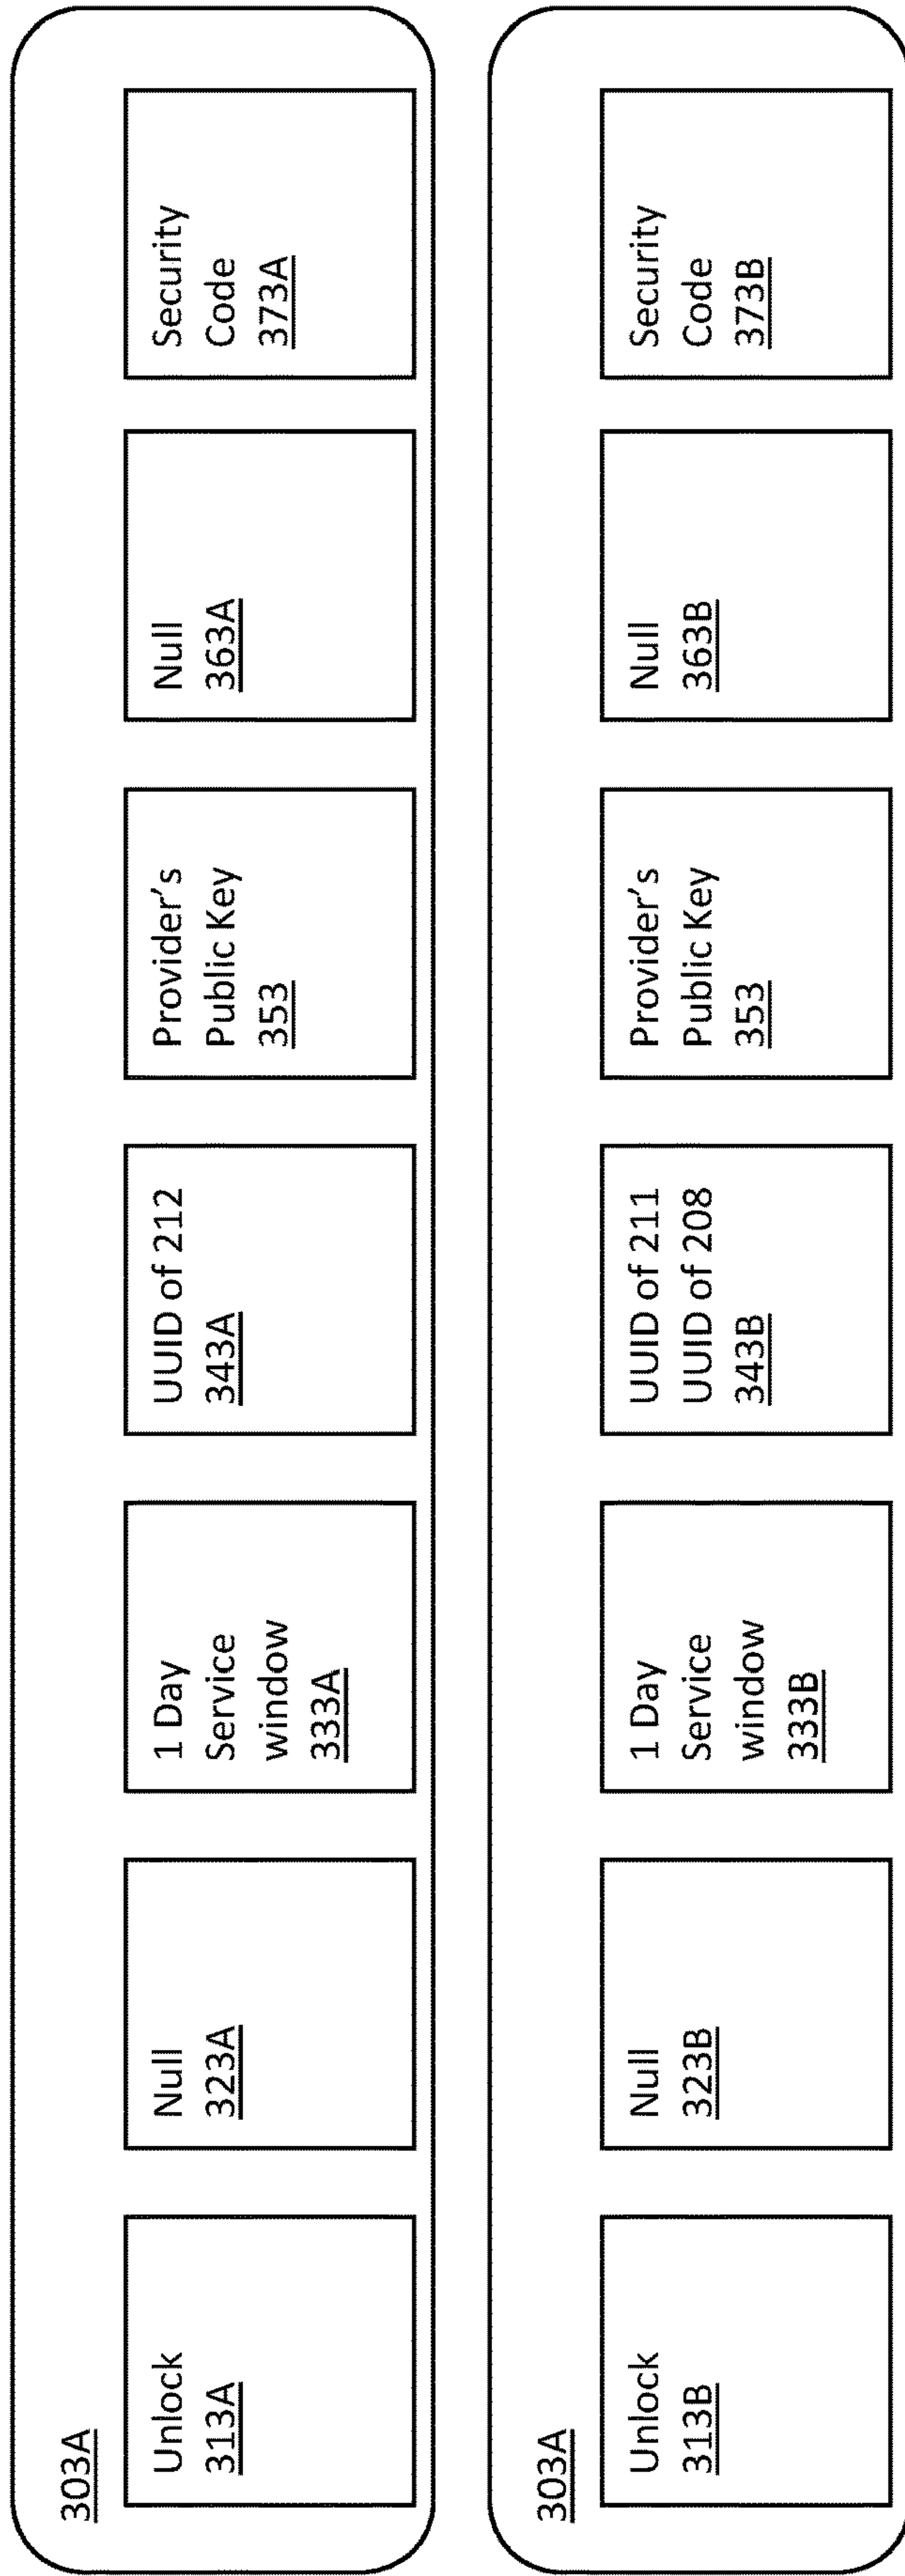 303A
Unlock
313A
Null
323A
1 Day
Service
window
333A
UUID of 212
343A
Provider's
Public Key
353
Null
363A
Security
Code
373A
303A
Unlock
313B
Null
323B
1 Day
Service
window
333B
UUID of 211
UUID of 208
343B
Provider's
Public Key
353
Null
363B
Security
Code
373B